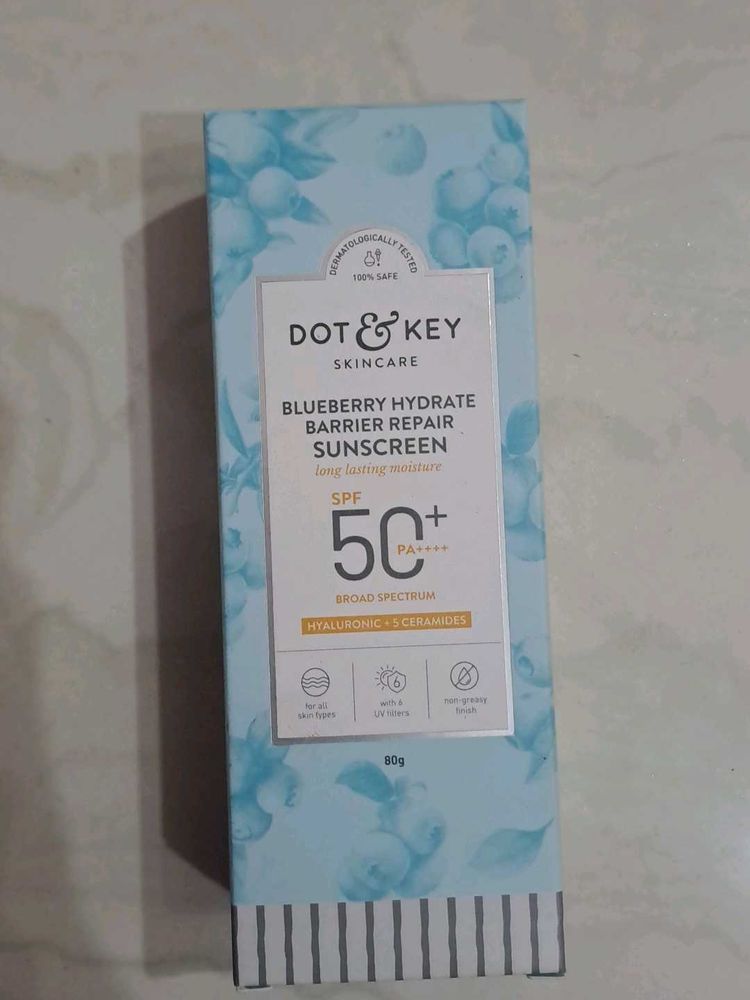 DERMATOLOGICALLY TESTED
100% SAFE
DOT & KEY
SKINCARE
BLUEBERRY HYDRATE
BARRIER REPAIR
SUNSCREEN
long lasting moisture
SPF
50+
PA++++
BROAD SPECTRUM
HYALURONIC + 5 CERAMIDES
for all
skin types
6
with 6
UV filters
non-greasy
finish
80g